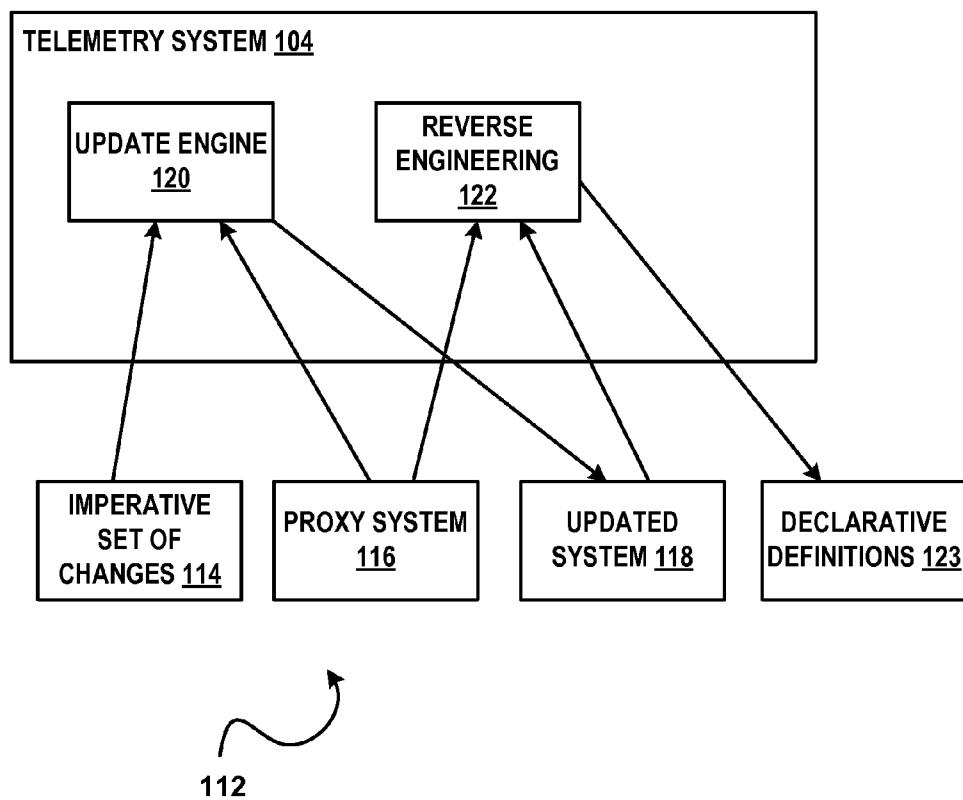 TELEMETRY SYSTEM 104
UPDATE ENGINE
120
REVERSE
ENGINEERING
122
IMPERATIVE
SET OF
CHANGES 114
PROXY SYSTEM
116
UPDATED
SYSTEM 118
DECLARATIVE
DEFINITIONS 123
112